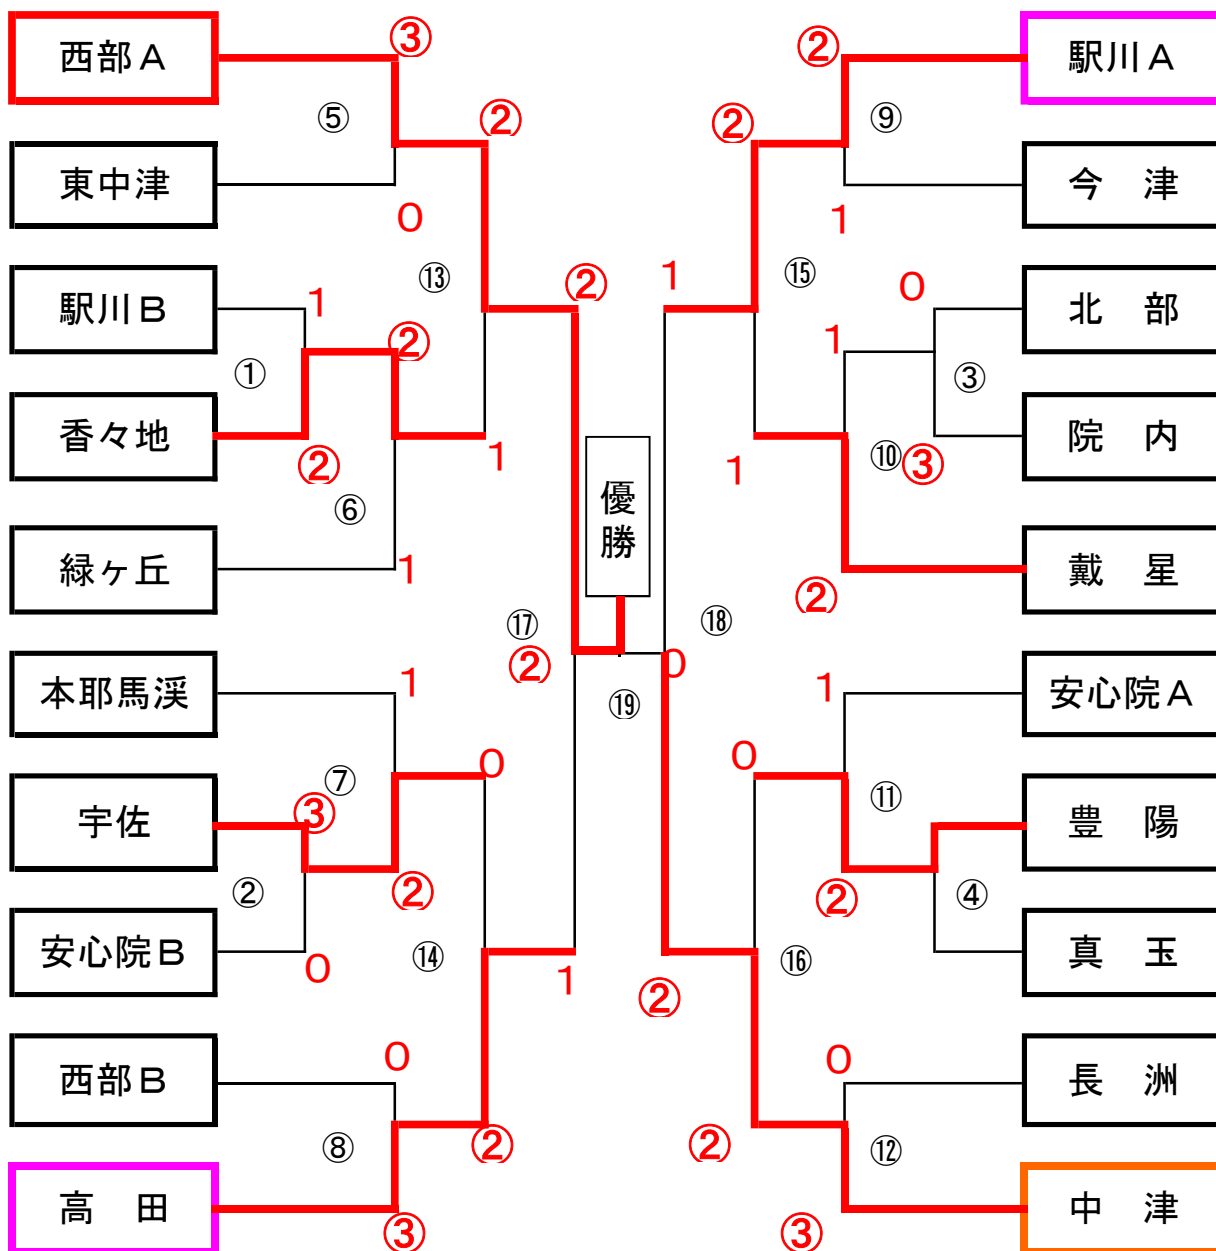 西部A
③
②
駅川A
⑤
②
②
⑨
東中津
今 津
0
1
⑬
②
1
⑮
0
駅川B
1
②
1
北 部
①
③
香々地
②
1
1
⑩
③
院 内
⑥
優勝
緑ヶ丘
1
②
戴 星
⑰
⑱
②
0
本耶馬渓
1
⑲
1
安心院A
⑦
0
0
⑪
宇佐
③
豊 陽
②
②
②
④
安心院B
0
⑭
1
②
⑯
真 玉
西部B
0
0
長 洲
⑧
②
②
⑫
高 田
③
③
中 津